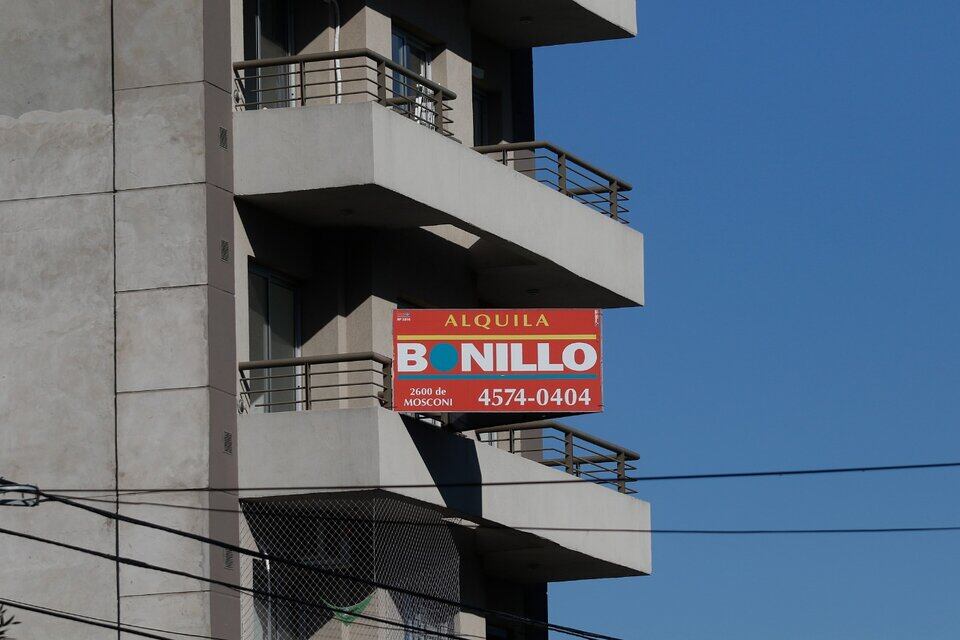 ALQUILA
BONILLO
2600 de
MOSCONI
4574-0404